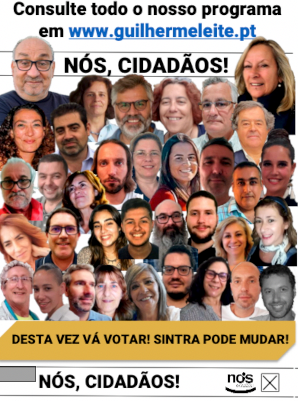 Consulte todo o nosso programa
em www.guilhermeleite.pt
NÓS, CIDADÃOS!
DESTA VEZ VÁ VOTAR! SINTRA PODE MUDAR!
NÓS, CIDADÃOS!
nós